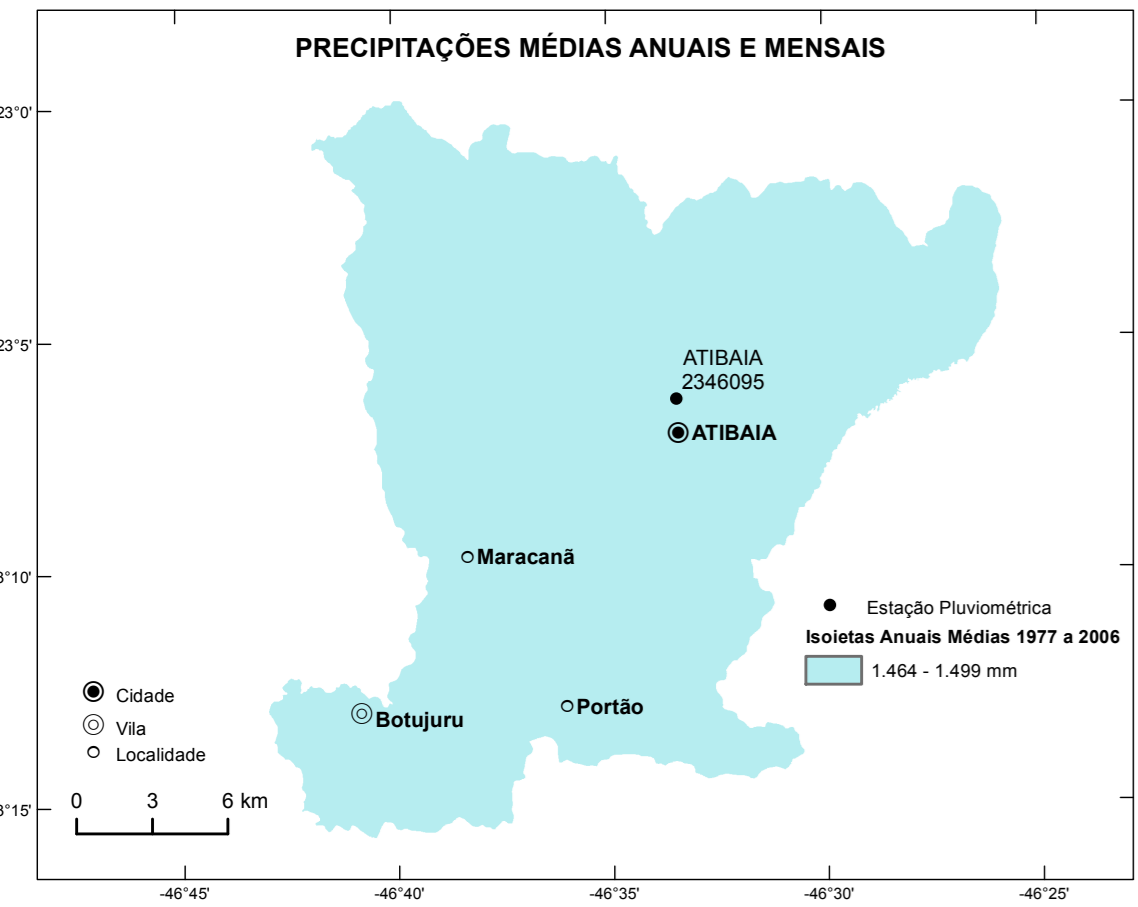 PRECIPITAÇÕES MÉDIAS ANUAIS E MENSAIS
23°0'
23°5'
ATIBAIA
2346095
ATIBAIA
Maracanã
3°10'
Estação Pluviométrica
Isoietas Anuais Médias 1977 a 2006
1.464 - 1.499 mm
Cidade
Vila
Localidade
Botujuru
Portão
0 3 6 km
3°15'
-46°45' -46°40' -46°35' -46°30' -46°25'